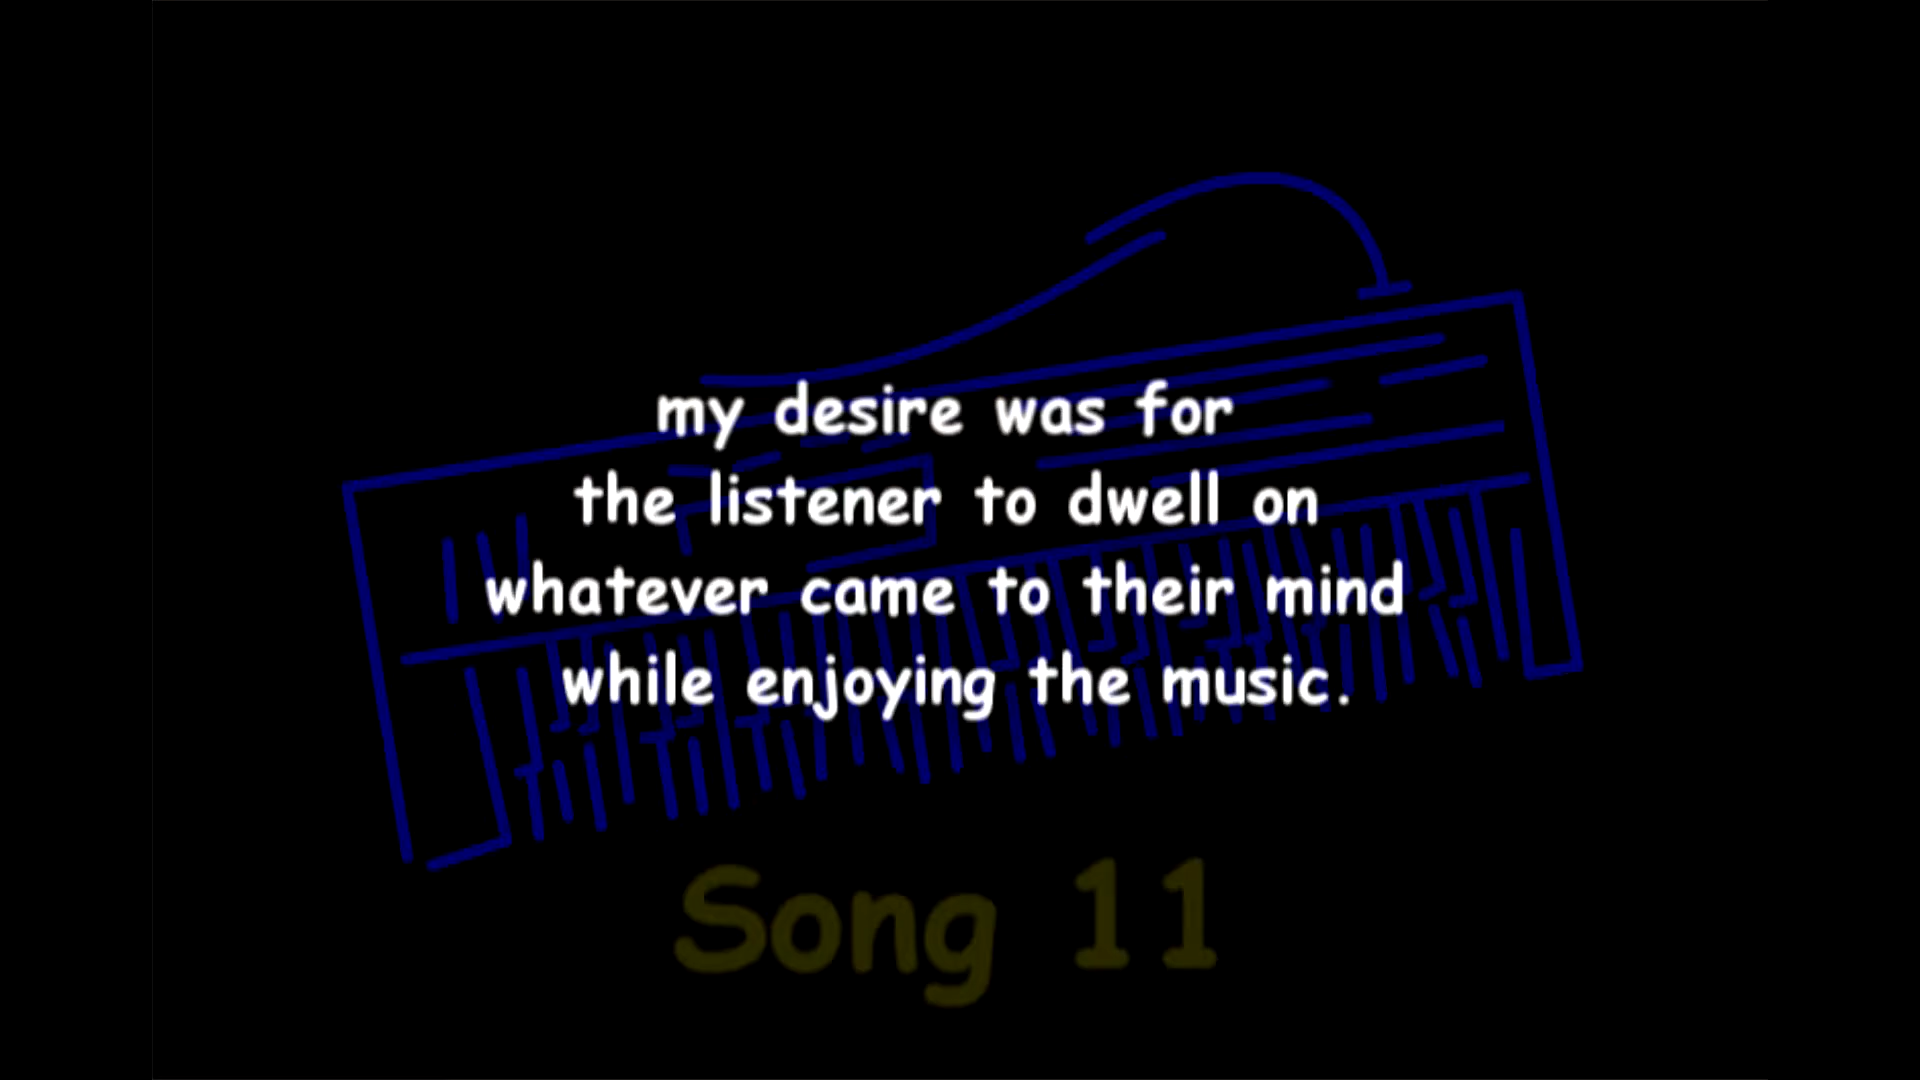 my desire was for
the listener to dwell on
whatever came to their mind
while enjoying the music.
Song 11